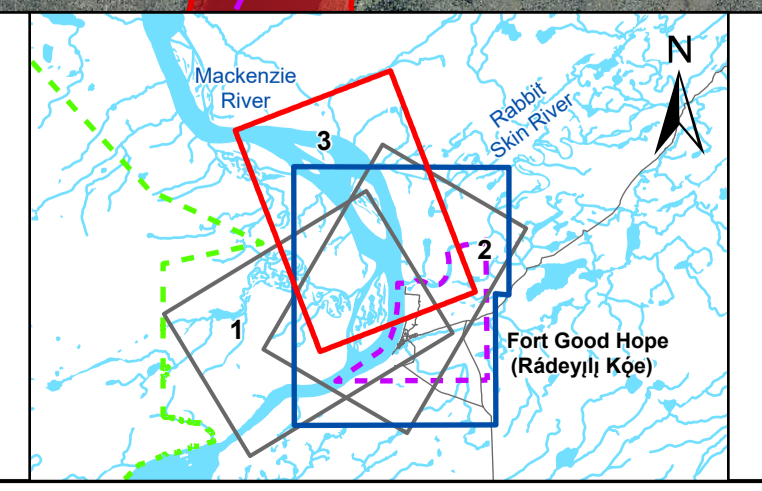 N
Mackenzie
River
Rabbit
Skin River
3
2
1
Fort Good Hope
(Rádeyı̨lı̨ Kǫ́e)